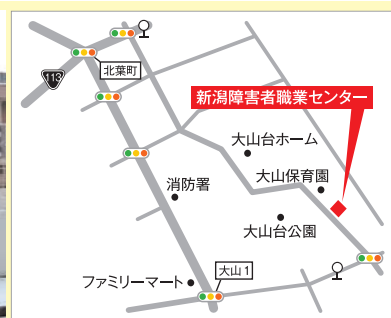 113
北葉町
新潟障害者職業センター
大山台ホーム
大山保育園
消防署
大山台公園
ファミリーマート
大山1